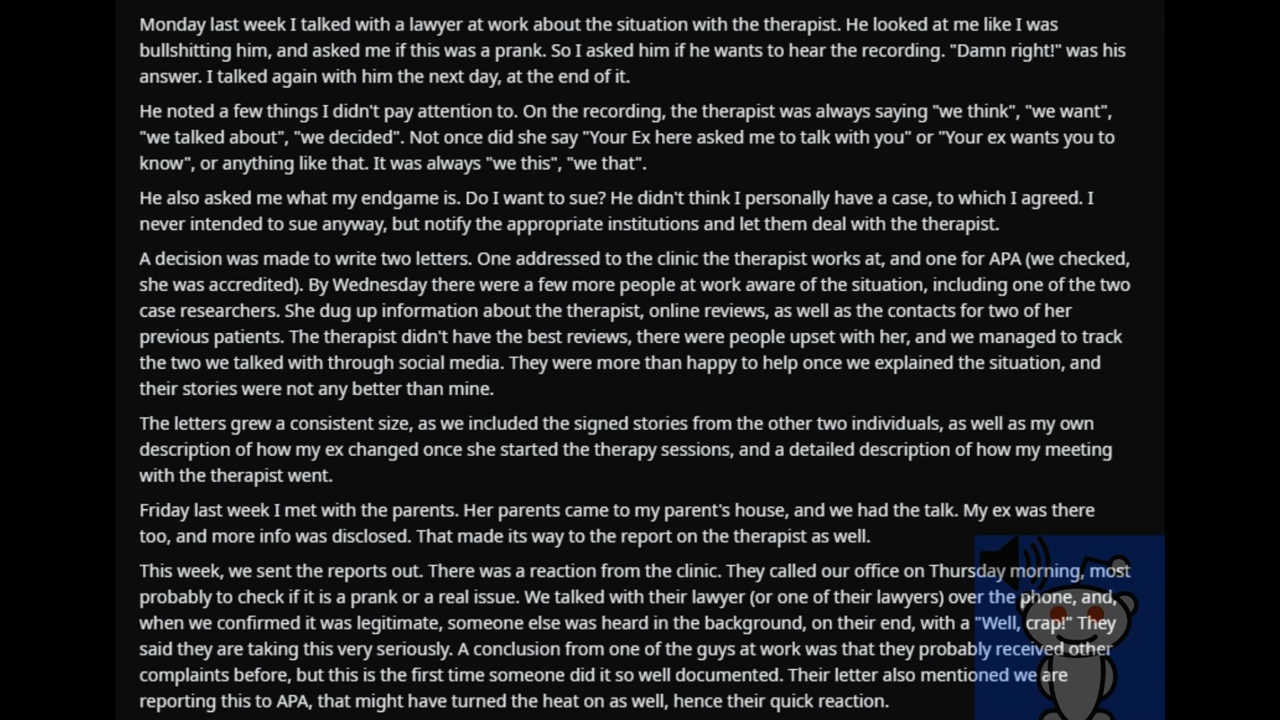 Monday last week I talked with a lawyer at work about the situation with the therapist. He looked at me like I was
bullshitting him, and asked me if this was a prank. So I asked him if he wants to hear the recording. "Damn right!" was his
answer. I talked again with him the next day, at the end of it.
He noted a few things I didn't pay attention to. On the recording, the therapist was always saying "we think", "we want",
"we talked about", "we decided". Not once did she say "Your Ex here asked me to talk with you" or "Your ex wants you to
know", or anything like that. It was always "we this", "we that".
He also asked me what my endgame is. Do I want to sue? He didn't think I personally have a case, to which I agreed. I
never intended to sue anyway, but notify the appropriate institutions and let them deal with the therapist.
A decision was made to write two letters. One addressed to the clinic the therapist works at, and one for APA (we checked,
she was accredited). By Wednesday there were a few more people at work aware of the situation, including one of the two
case researchers. She dug up information about the therapist, online reviews, as well as the contacts for two of her
previous patients. The therapist didn't have the best reviews, there were people upset with her, and we managed to track
the two we talked with through social media. They were more than happy to help once we explained the situation, and
their stories were not any better than mine.
The letters grew a consistent size, as we included the signed stories from the other two individuals, as well as my own
description of how my ex changed once she started the therapy sessions, and a detailed description of how my meeting
with the therapist went.
Friday last week I met with the parents. Her parents came to my parent's house, and we had the talk. My ex was there
too, and more info was disclosed. That made its way to the report on the therapist as well.
This week, we sent the reports out. There was a reaction from the clinic. They called our office on Thursday morning, most
probably to check if it is a prank or a real issue. We talked with their lawyer (or one of their lawyers) over the phone, and,
when we confirmed it was legitimate, someone else was heard in the background, on their end, with a "Well, crap!" They
said they are taking this very seriously. A conclusion from one of the guys at work was that they probably received other
complaints before, but this is the first time someone did it so well documented. Their letter also mentioned we are
reporting this to APA, that might have turned the heat on as well, hence their quick reaction.